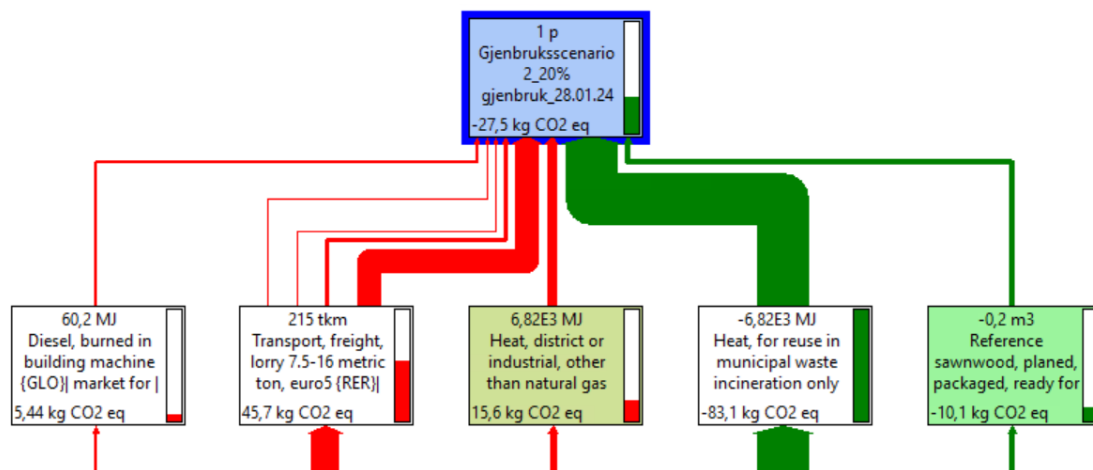 1 p
Gjenbruksscenario
2_20%
gjenbruk_28.01.24
-27,5 kg CO2 eq
60,2 MJ
Diesel, burned in
building machine
{GLO}| market for |
5,44 kg CO2 eq
215 tkm
Transport, freight,
lorry 7.5-16 metric
ton, euro5 {RER}|
45,7 kg CO2 eq
6,82E3 MJ
Heat, district or
industrial, other
than natural gas
15,6 kg CO2 eq
-6,82E3 MJ
Heat, for reuse in
municipal waste
incineration only
-83,1 kg CO2 eq
-0,2 m3
Reference
sawnwood, planed,
packaged, ready for
-10,1 kg CO2 eq